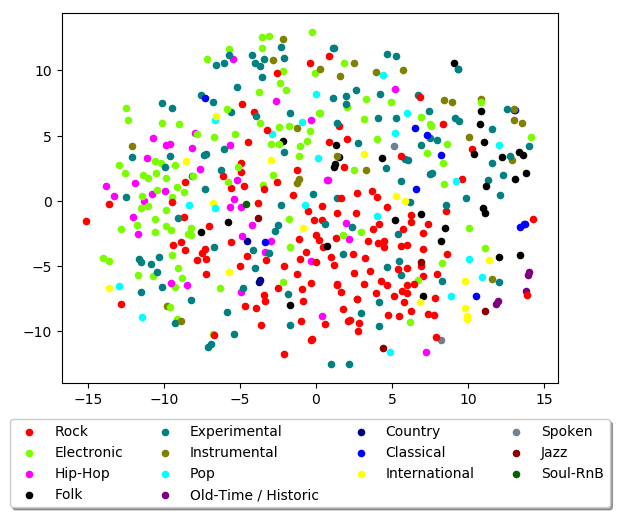 10
5
0
−5
−10
−15 −10 −5 0 5 10 15
Rock Experimental Country Spoken
Electronic Instrumental Classical Jazz
Hip-Hop Pop International Soul-RnB
Folk Old-Time / Historic